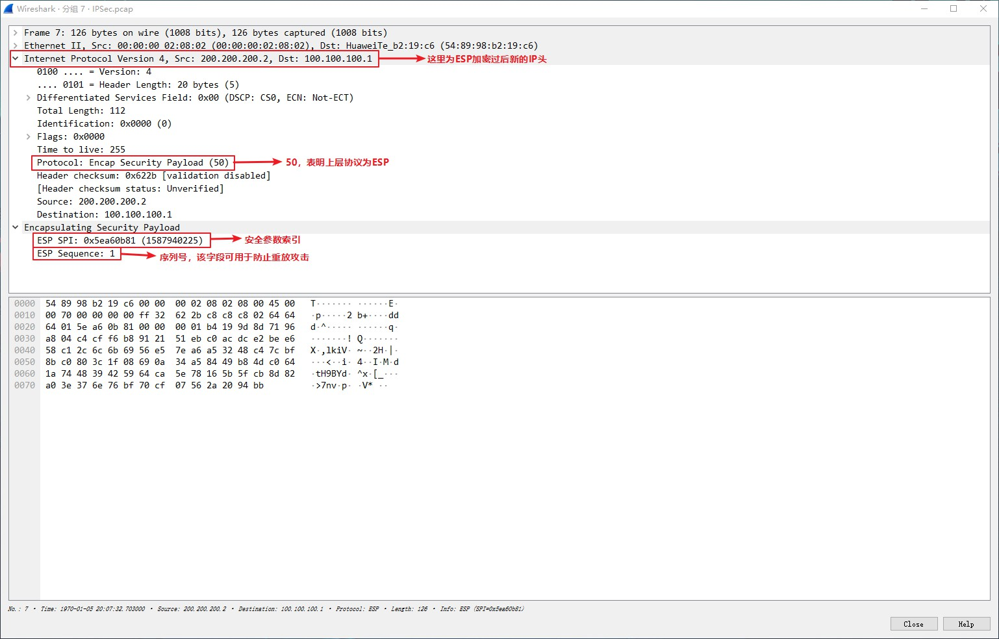 Wireshark · 分组 7 · IPSec.pcap
Frame 7: 126 bytes on wire (1008 bits), 126 bytes captured (1008 bits)
Ethernet II, Src: 00:00:00_02:08:02 (00:00:00:02:08:02), Dst: HuaweiTe_b2:19:c6 (54:89:98:b2:19:c6)
Internet Protocol Version 4, Src: 200.200.200.2, Dst: 100.100.100.1 这里为ESP加密过后新的IP头
0100 .... = Version: 4
.... 0101 = Header Length: 20 bytes (5)
Differentiated Services Field: 0x00 (DSCP: CS0, ECN: Not-ECT)
Total Length: 112
Identification: 0x0000 (0)
Flags: 0x0000
Time to live: 255
Protocol: Encap Security Payload (50) 50，表明上层协议为ESP
Header checksum: 0x622b [validation disabled]
[Header checksum status: Unverified]
Source: 200.200.200.2
Destination: 100.100.100.1
Encapsulating Security Payload
ESP SPI: 0x5ea60b81 (1587940225) 安全参数索引
ESP Sequence: 1 序列号，该字段可用于防止重放攻击
0000 54 89 98 b2 19 c6 00 00 00 02 08 02 08 00 45 00 T······· ······E·
0010 00 70 00 00 00 00 ff 32 62 2b c8 c8 c8 02 64 64 ·p·····2 b+····dd
0020 64 01 5e a6 0b 81 00 00 00 01 b4 19 9d 8d 71 96 d·^····· ······q·
0030 a8 04 c4 cf f6 b8 91 21 51 eb c0 ac dc e2 be e6 ·······! Q·······
0040 58 c1 2c 6c 6b 69 56 e5 7e a6 a5 32 48 c4 7c bf X·,lkiV· ~··2H·|·
0050 8b c0 80 3c 1f 08 69 0a 34 a5 84 49 b8 4d c0 64 ···<··i· 4··I·M·d
0060 1a 74 48 39 42 59 64 ca 5e 78 16 5b 5f cb 8d 82 ·tH9BYd· ^x·[_···
0070 a0 3e 37 6e 76 bf 70 cf 07 56 2a 20 94 bb ·>7nv·p· ·V* ··
No.: 7 · Time: 1970-01-05 20:07:32.703000 · Source: 200.200.200.2 · Destination: 100.100.100.1 · Protocol: ESP · Length: 126 · Info: ESP (SPI=0x5ea60b81)
Close Help